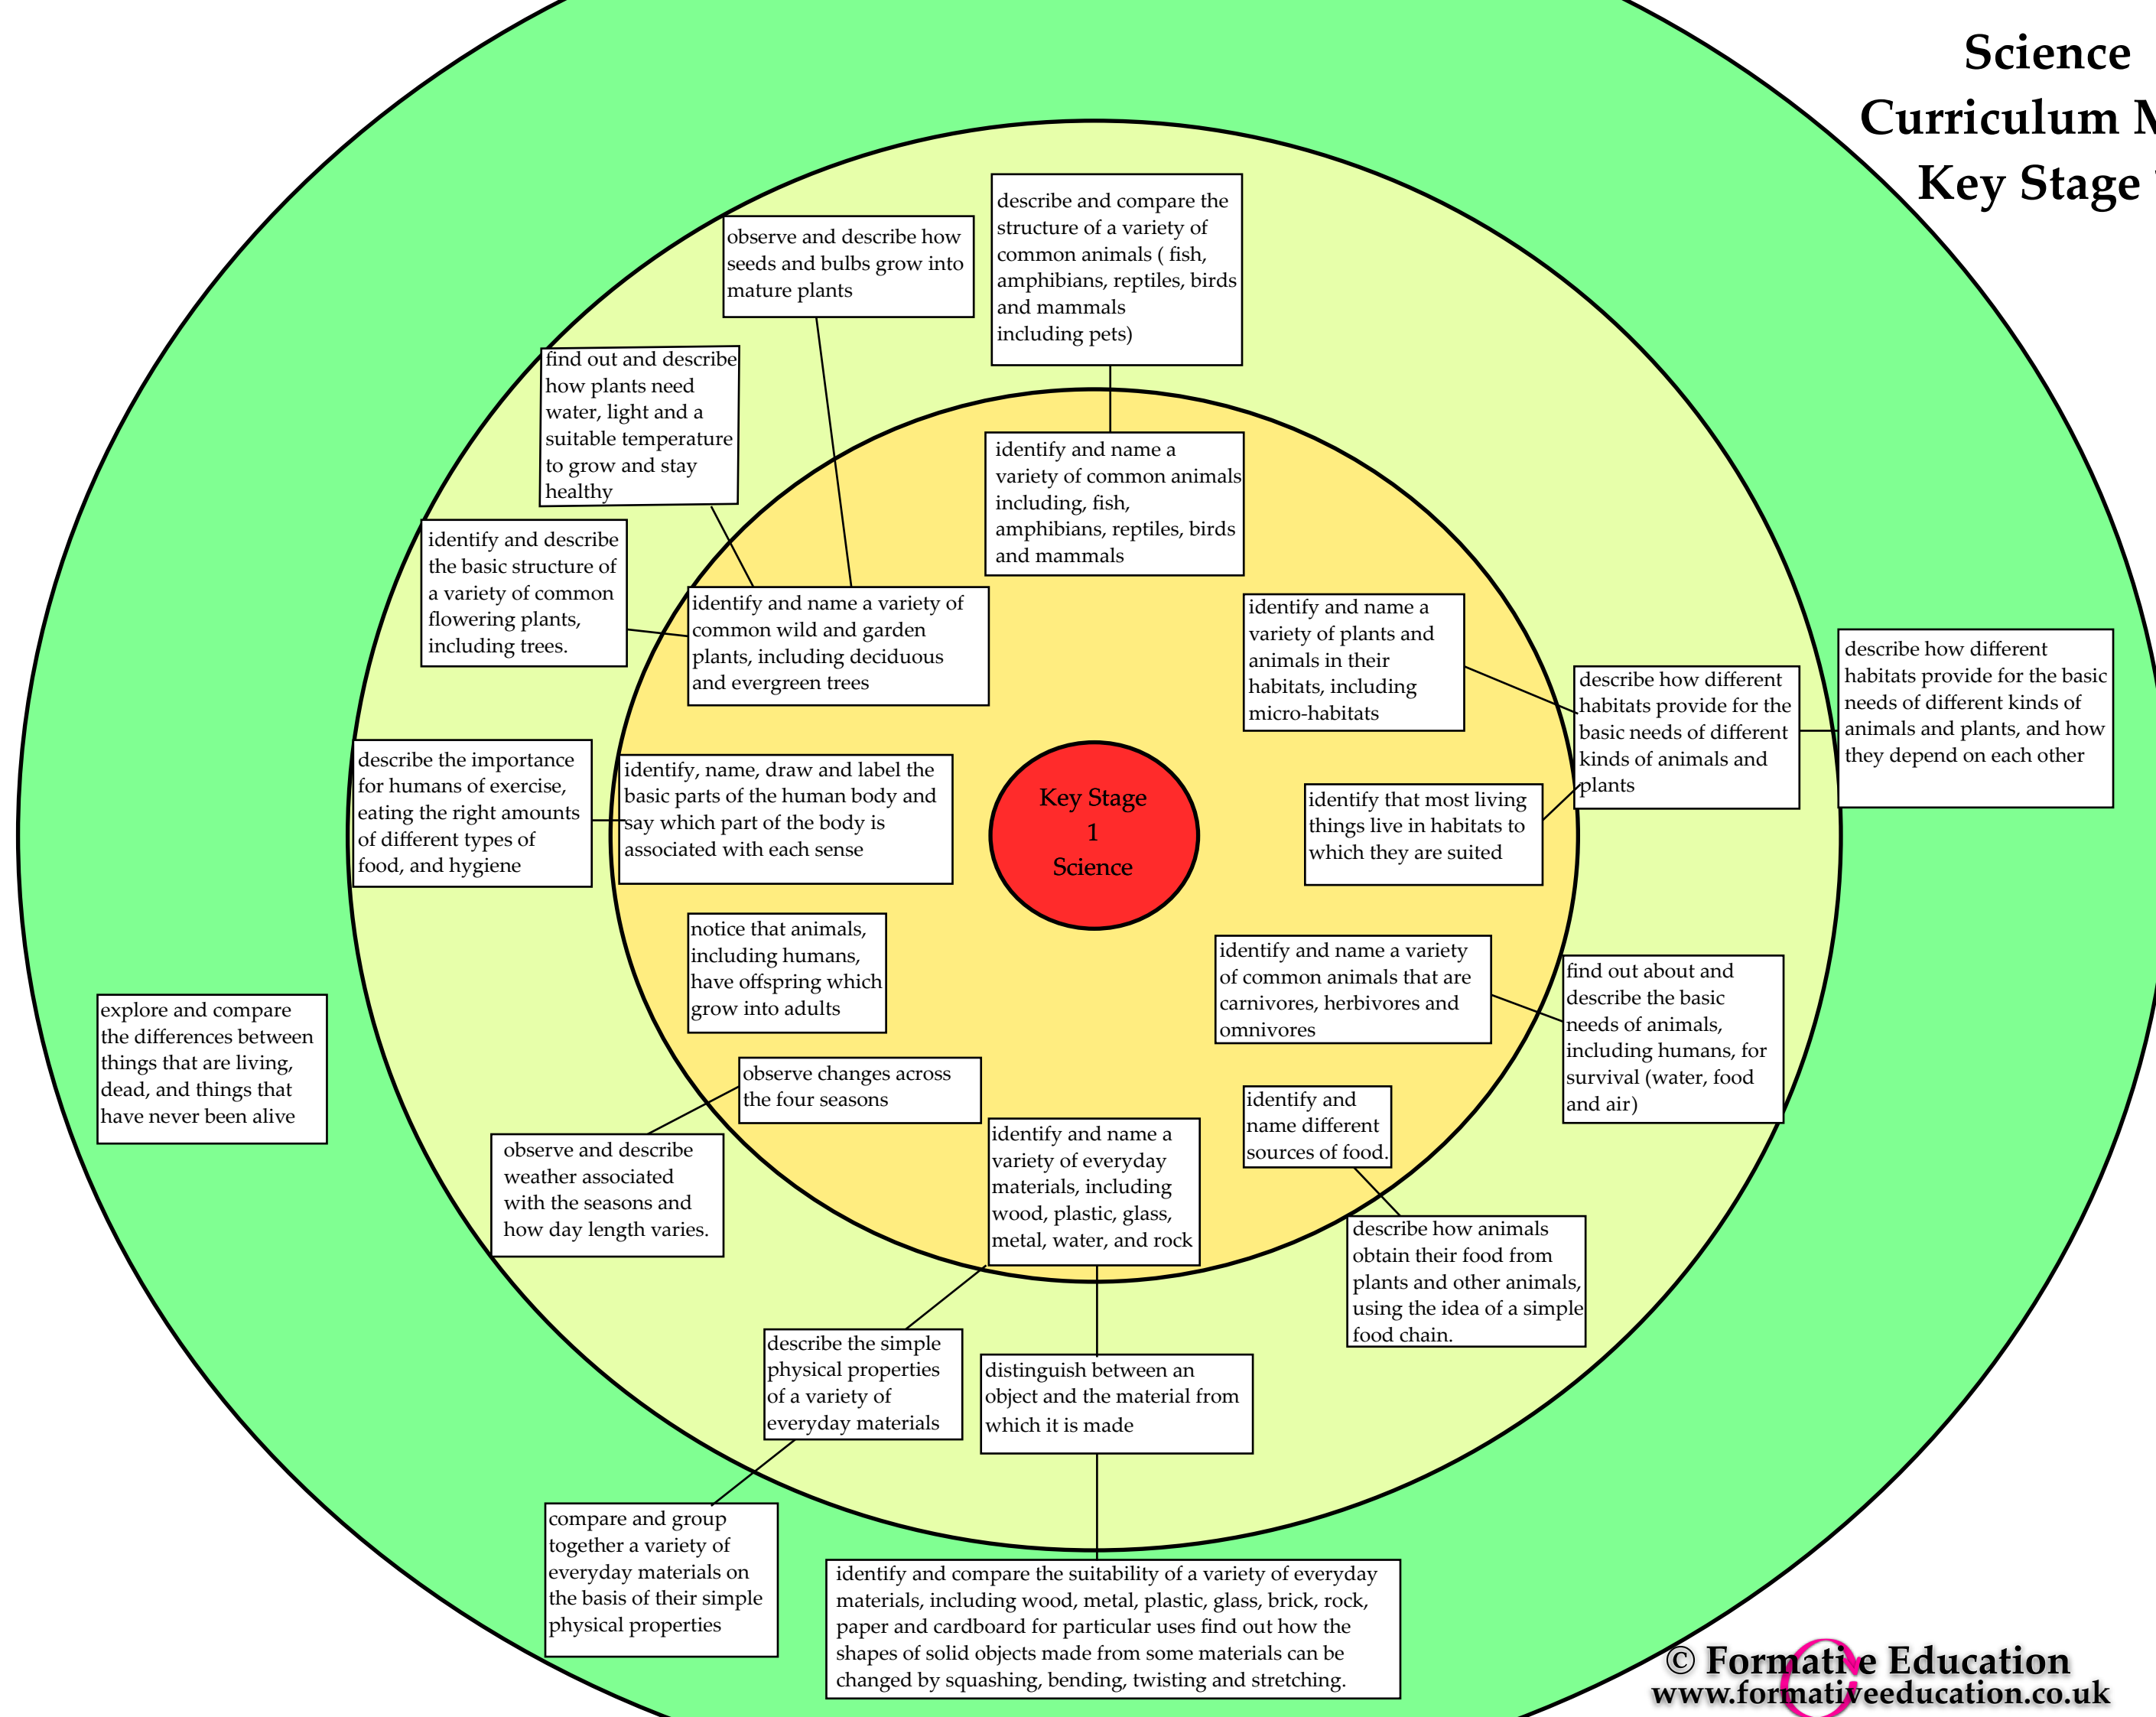 Science
Curriculum M
Key Stage
describe and compare the
structure of a variety of
common animals ( fish,
amphibians, reptiles, birds
and mammals
including pets)
observe and describe how
seeds and bulbs grow into
mature plants
find out and describe
how plants need
water, light and a
suitable temperature
to grow and stay
healthy
identify and name a
variety of common animals
including, fish,
amphibians, reptiles, birds
and mammals
identify and describe
the basic structure of
a variety of common
flowering plants,
including trees.
identify and name a variety of
common wild and garden
plants, including deciduous
and evergreen trees
identify and name a
variety of plants and
animals in their
habitats, including
micro-habitats
describe how different
habitats provide for the
basic needs of different
kinds of animals and
plants
describe how different
habitats provide for the basic
needs of different kinds of
animals and plants, and how
they depend on each other
describe the importance
for humans of exercise,
eating the right amounts
of different types of
food, and hygiene
identify, name, draw and label the
basic parts of the human body and
say which part of the body is
associated with each sense
Key Stage
1
Science
identify that most living
things live in habitats to
which they are suited
notice that animals,
including humans,
have offspring which
grow into adults
identify and name a variety
of common animals that are
carnivores, herbivores and
omnivores
find out about and
describe the basic
needs of animals,
including humans, for
survival (water, food
and air)
explore and compare
the differences between
things that are living,
dead, and things that
have never been alive
observe changes across
the four seasons
identify and
name different
sources of food.
observe and describe
weather associated
with the seasons and
how day length varies.
identify and name a
variety of everyday
materials, including
wood, plastic, glass,
metal, water, and rock
describe how animals
obtain their food from
plants and other animals,
using the idea of a simple
food chain.
describe the simple
physical properties
of a variety of
everyday materials
distinguish between an
object and the material from
which it is made
compare and group
together a variety of
everyday materials on
the basis of their simple
physical properties
identify and compare the suitability of a variety of everyday
materials, including wood, metal, plastic, glass, brick, rock,
paper and cardboard for particular uses find out how the
shapes of solid objects made from some materials can be
changed by squashing, bending, twisting and stretching.
© Formative Education
www.formativeeducation.co.uk